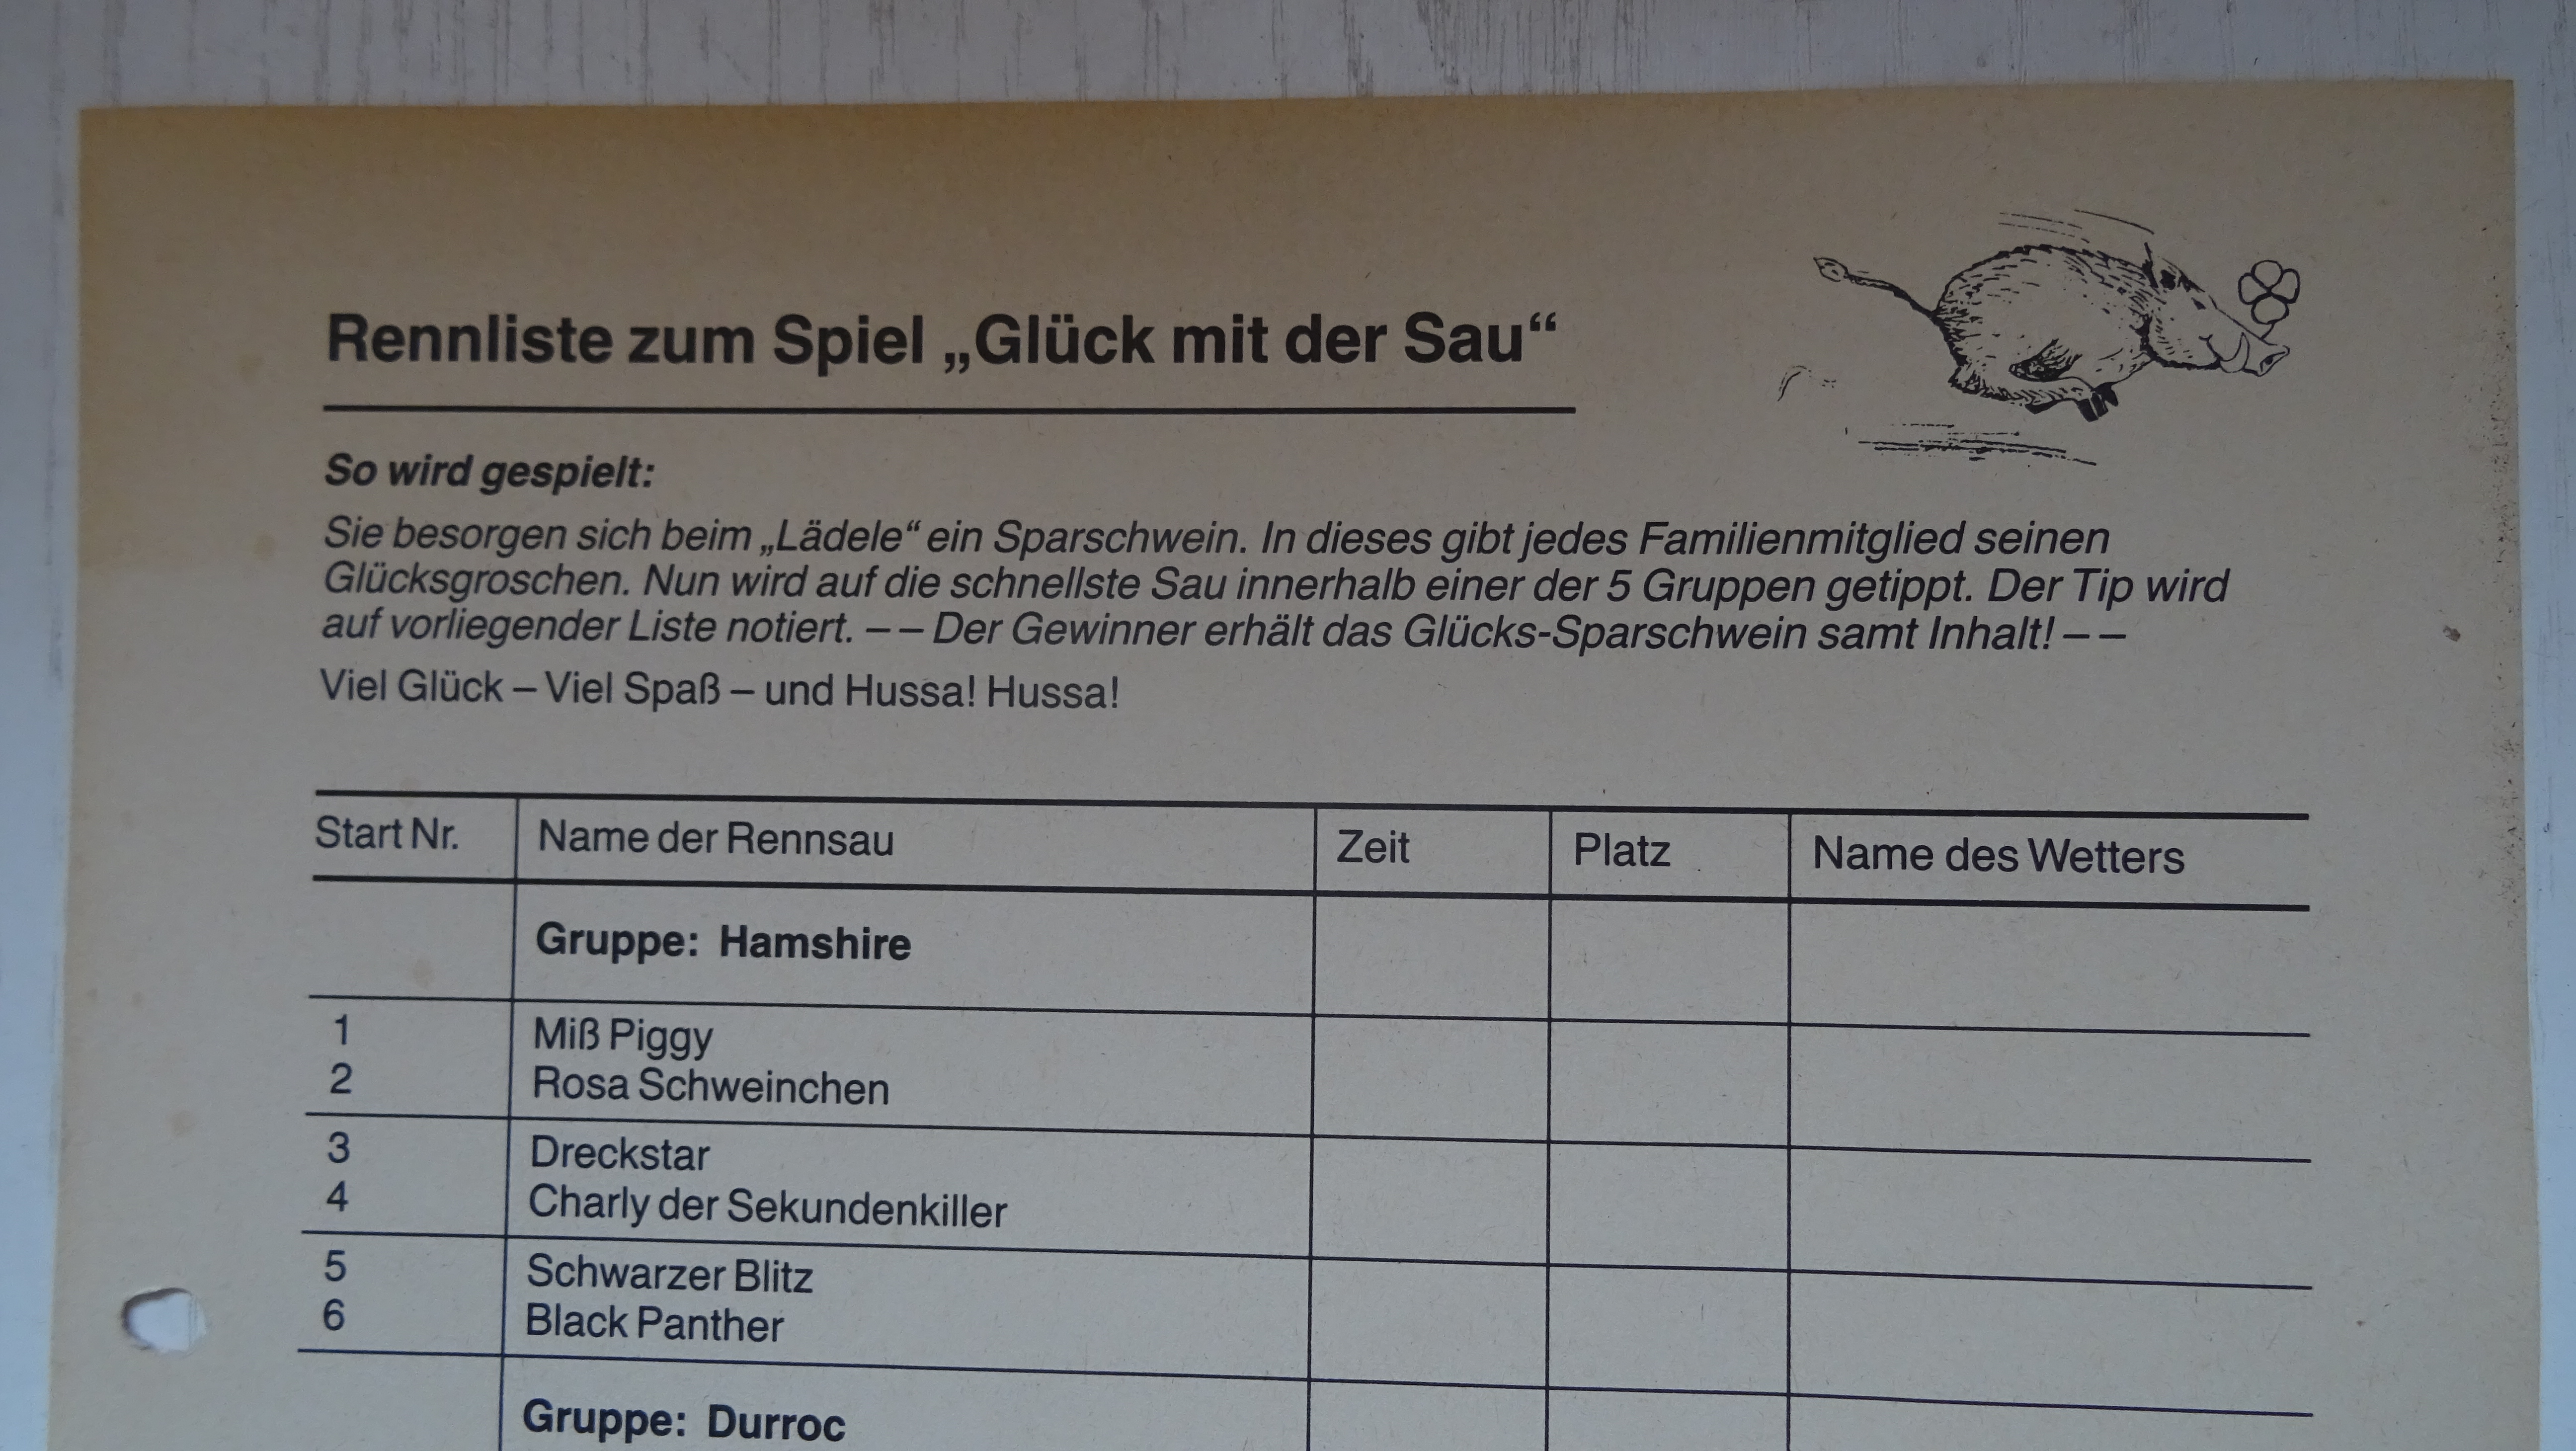 Rennliste zum Spiel „Glück mit der Sau“
So wird gespielt:
Sie besorgen sich beim „Lädele“ ein Sparschwein. In dieses gibt jedes Familienmitglied seinen
Glücksgroschen. Nun wird auf die schnellste Sau innerhalb einer der 5 Gruppen getippt. Der Tip wird
auf vorliegender Liste notiert. – – Der Gewinner erhält das Glücks-Sparschwein samt Inhalt! – –
Viel Glück – Viel Spaß – und Hussa! Hussa!
Start Nr. Name der Rennsau Zeit Platz Name des Wetters
Gruppe: Hamshire
1 Miß Piggy
2 Rosa Schweinchen
3 Dreckstar
4 Charly der Sekundenkiller
5 Schwarzer Blitz
6 Black Panther
Gruppe: Durroc